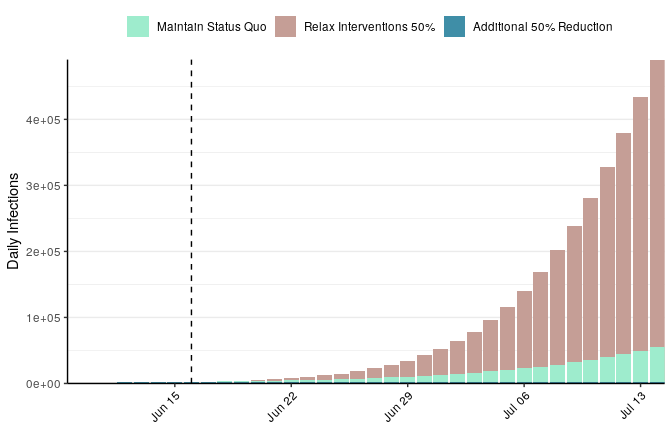 Maintain Status Quo Relax Interventions 50% Additional 50% Reduction
Daily Infections
4e+05
3e+05
2e+05
1e+05
0e+00
Jun 15 Jun 22 Jun 29 Jul 06 Jul 13